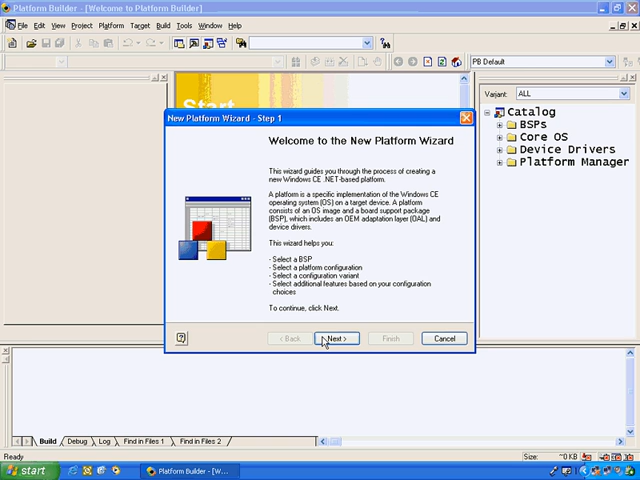 Platform Builder - [Welcome to Platform Builder]
File Edit View Project Platform Target Build Tools Window Help
PB Default
Start
Variant: ALL
Catalog
BSPs
Core OS
Device Drivers
Platform Manager
New Platform Wizard - Step 1
Welcome to the New Platform Wizard
This wizard guides you through the process of creating a
new Windows CE .NET-based platform.
A platform is a specific implementation of the Windows CE
operating system (OS) on a target device. A platform
consists of an OS image and a board support package
(BSP), which includes an OEM adaptation layer (OAL) and
device drivers.
This wizard helps you:
- Select a BSP
- Select a platform configuration
- Select a configuration variant
- Select additional features based on your configuration
choices
To continue, click Next.
< Back Next > Finish Cancel
Build Debug Log Find in Files 1 Find in Files 2
Ready Size: ~0 KB
start Platform Builder - [W...